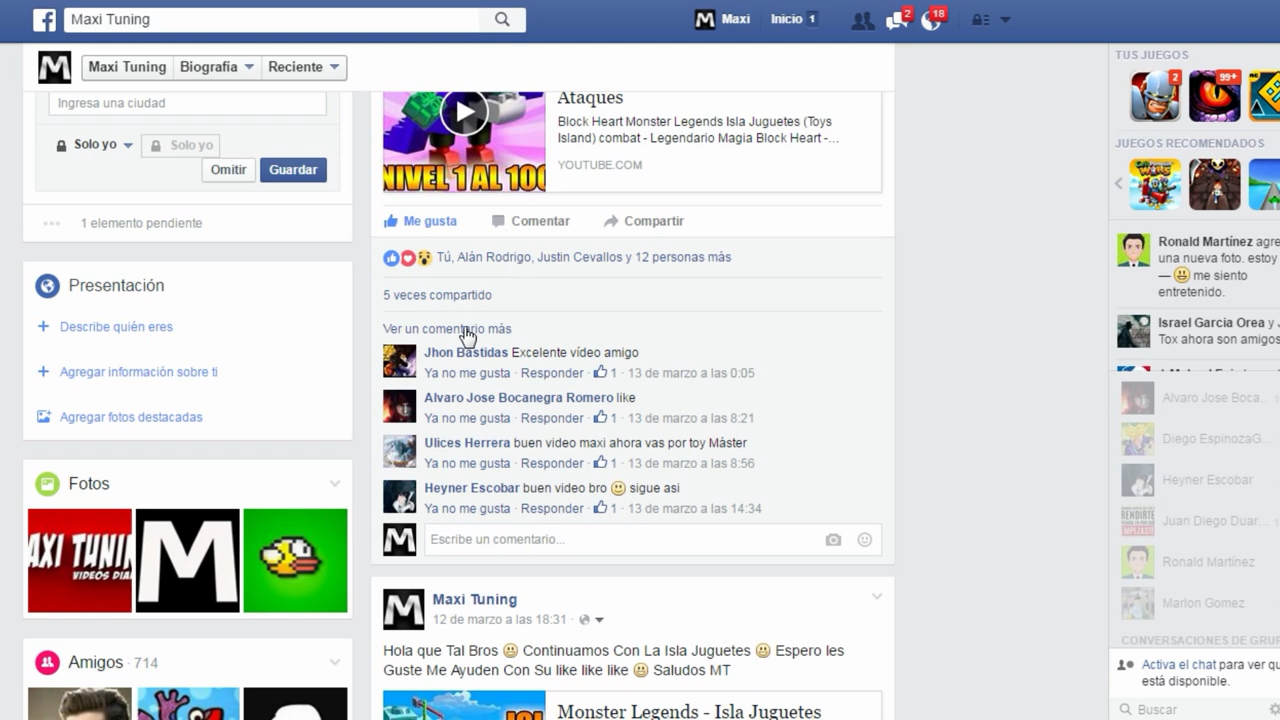 Maxi Tuning
Maxi
Inicio 1
2
18
M
Maxi Tuning
Biografía
Reciente
Ingresa una ciudad
Solo yo
Solo yo
Omitir
Guardar
1 elemento pendiente
Presentación
Describe quién eres
Agregar información sobre ti
Agregar fotos destacadas
Fotos
AXI TUNIN
VIDEOS DIA
M
Amigos · 714
NIVEL 1 AL 100
Ataques
Block Heart Monster Legends Isla Juguetes (Toys
Island) combat - Legendario Magia Block Heart -...
YOUTUBE.COM
Me gusta
Comentar
Compartir
Tú, Alán Rodrigo, Justin Cevallos y 12 personas más
5 veces compartido
Ver un comentario más
Jhon Bastidas Excelente vídeo amigo
Ya no me gusta · Responder · 1 · 13 de marzo a las 0:05
Alvaro Jose Bocanegra Romero like
Ya no me gusta · Responder · 1 · 13 de marzo a las 8:21
Ulices Herrera buen video maxi ahora vas por toy Máster
Ya no me gusta · Responder · 1 · 13 de marzo a las 8:56
Heyner Escobar buen video bro 😃 sigue asi
Ya no me gusta · Responder · 1 · 13 de marzo a las 14:34
M
Escribe un comentario...
M
Maxi Tuning
12 de marzo a las 18:31 ·
Hola que Tal Bros 😃 Continuamos Con La Isla Juguetes 😃 Espero les
Guste Me Ayuden Con Su like like like 😃 Saludos MT
Monster Legends - Isla Juguetes
TUS JUEGOS
2
99+
JUEGOS RECOMENDADOS
Ronald Martínez agre
una nueva foto. estoy
— 😃 me siento
entretenido.
Israel Garcia Orea y
Tox ahora son amigos
Alvaro Jose Boca...
Diego EspinozaG...
Heyner Escobar
Juan Diego Duar...
Ronald Martínez
Marlon Gomez
CONVERSACIONES DE GRU
Activa el chat para ver qu
está disponible.
Buscar